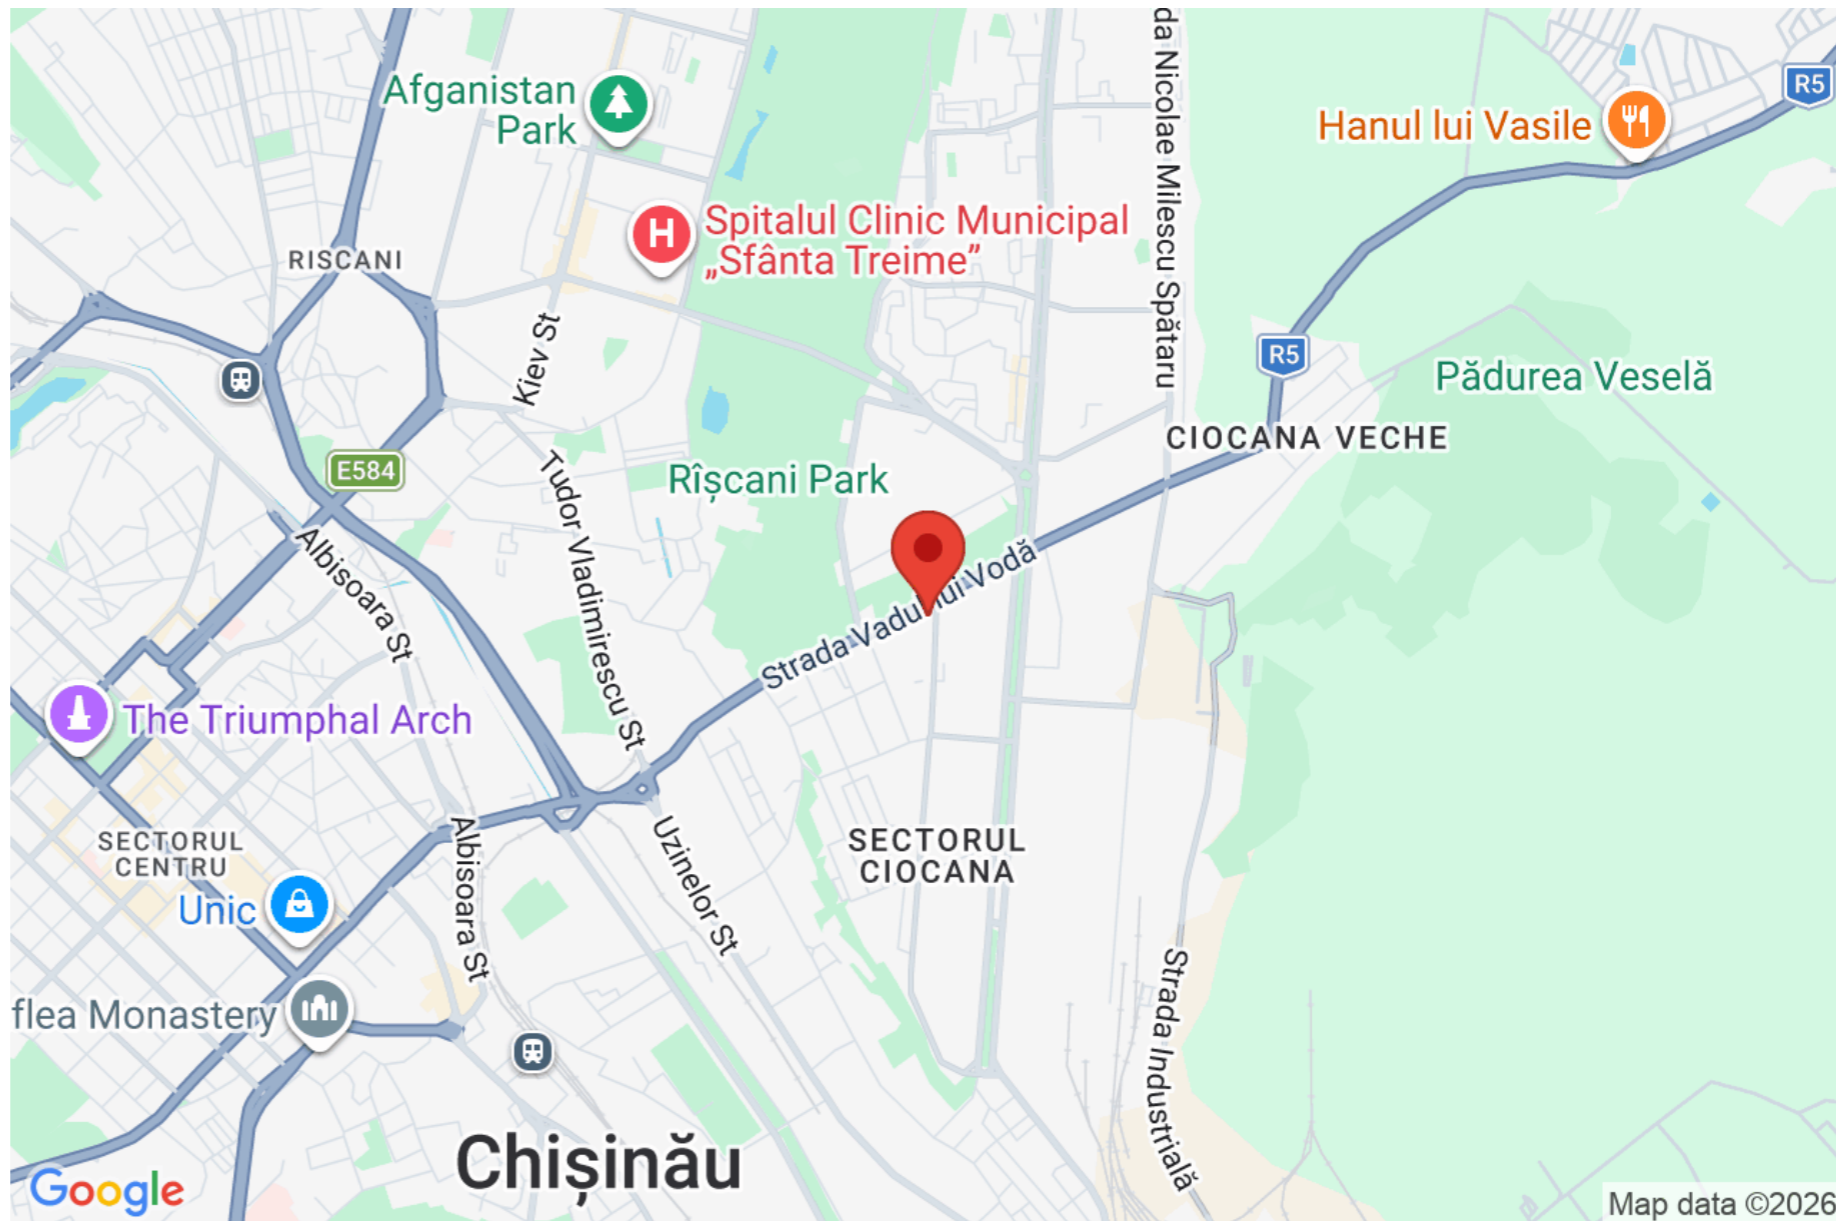 da Nicolae Milescu Spătaru
R5
Afganistan
Park
Hanul lui Vasile
H
Spitalul Clinic Municipal
„Sfânta Treime”
RISCANI
Kiev St
R5
Pădurea Veselă
CIOCANA VECHE
E584
Rîșcani Park
Tudor Vladimirescu St
Albisoara St
Strada Vadul lui Vodă
The Triumphal Arch
SECTORUL
CENTRU
SECTORUL
CIOCANA
Albisoara St
Uzinelor St
Unic
Strada Industrială
flea Monastery
Chișinău
Google
Map data ©2026